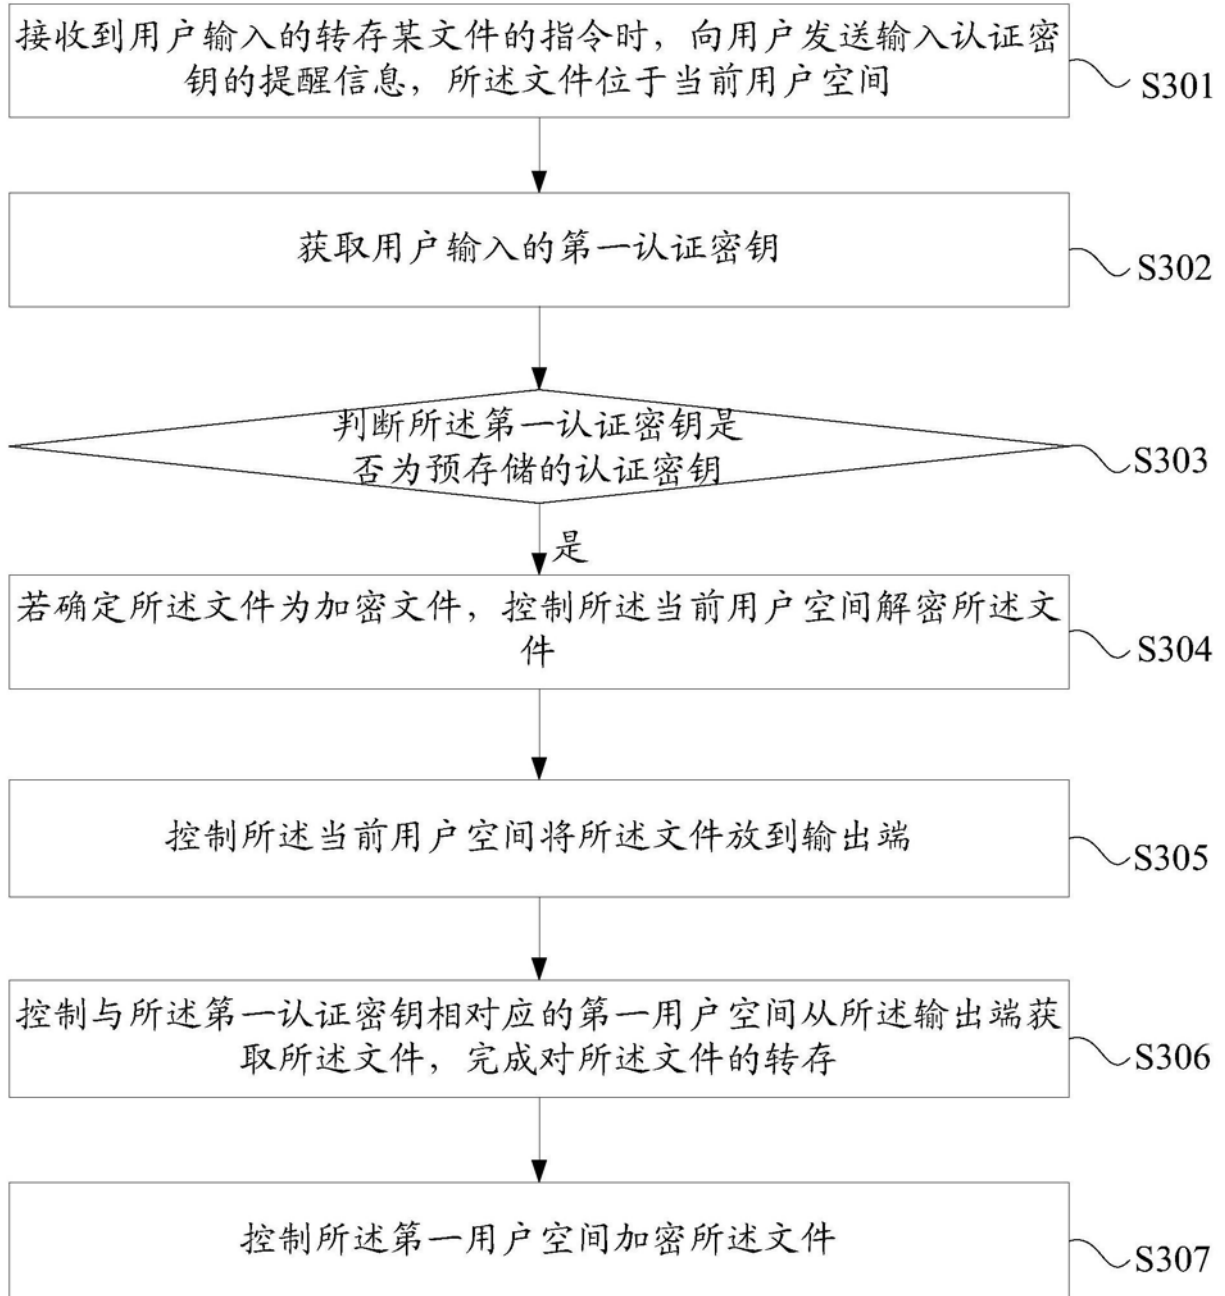 接收到用户输入的转存某文件的指令时，向用户发送输入认证密
钥的提醒信息，所述文件位于当前用户空间
S301
获取用户输入的第一认证密钥
S302
判断所述第一认证密钥是
否为预存储的认证密钥
S303
是
若确定所述文件为加密文件，控制所述当前用户空间解密所述文
件
S304
控制所述当前用户空间将所述文件放到输出端
S305
控制与所述第一认证密钥相对应的第一用户空间从所述输出端获
取所述文件，完成对所述文件的转存
S306
控制所述第一用户空间加密所述文件
S307